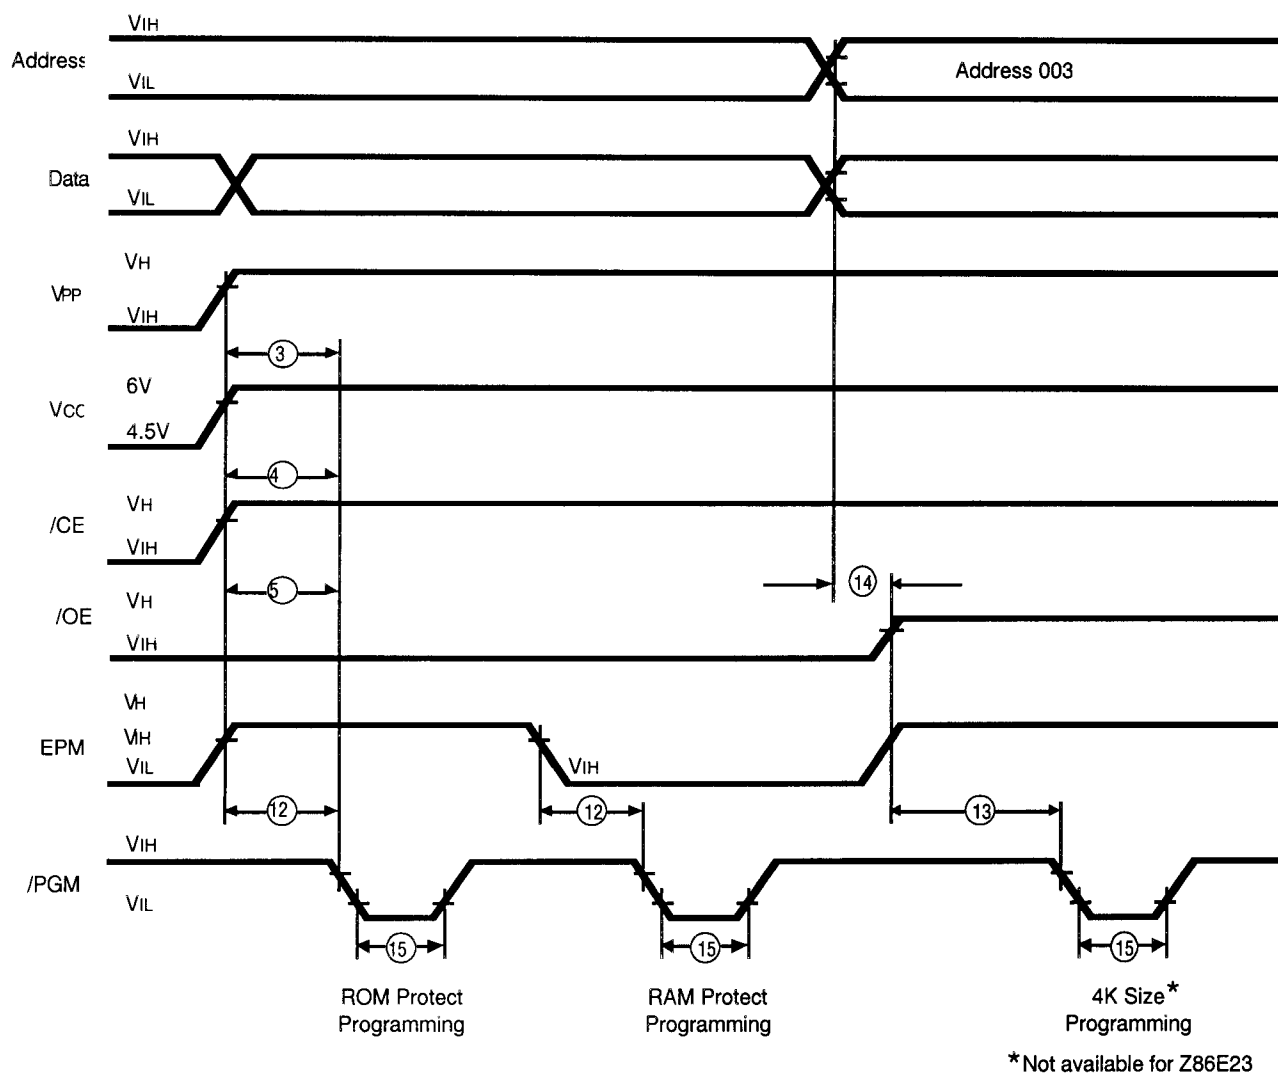 VIH
Address
VIL
Address 003
VIH
Data
VIL
VH
VPP
VIH
3
6V
VCC
4.5V
4
VH
/CE
VIH
5
14
VH
/OE
VIH
VH
EPM
VIH
VIL
VIH
12
12
13
VIH
/PGM
VIL
15
15
15
ROM Protect
Programming
RAM Protect
Programming
4K Size*
Programming
*Not available for Z86E23